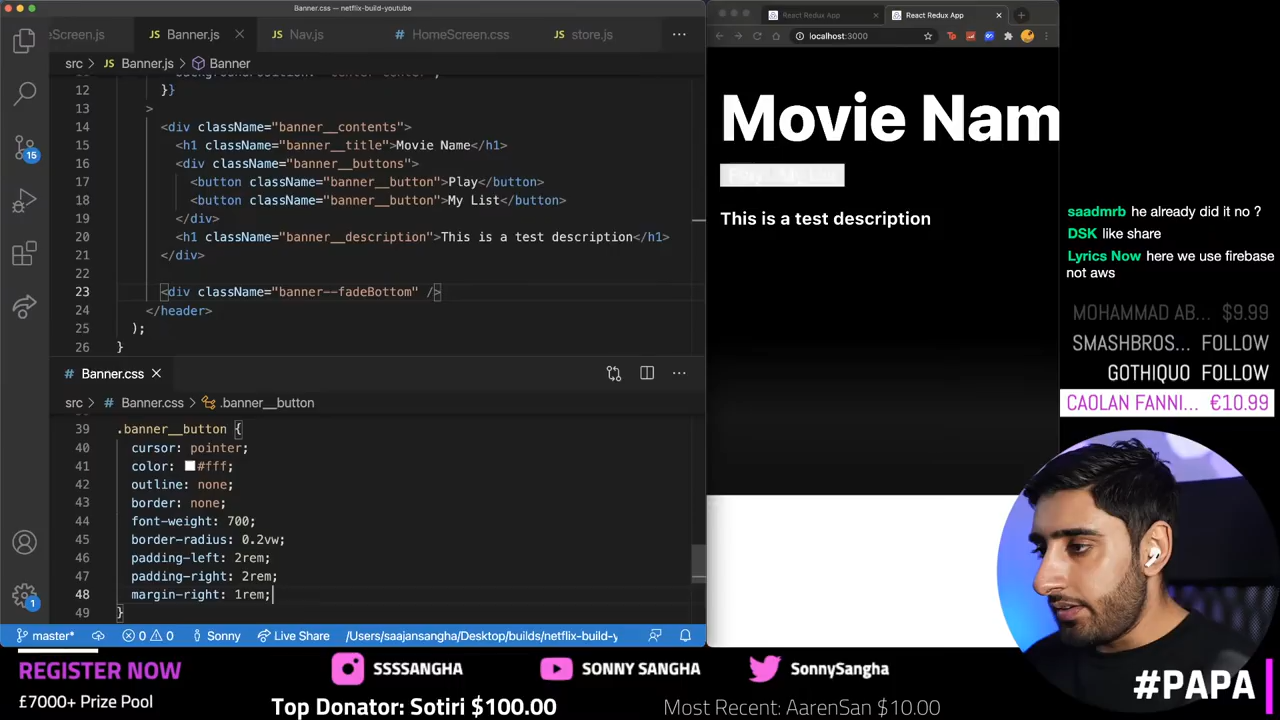 Banner.css — netflix-build-youtube
eScreen.js
Banner.js
Nav.js
# HomeScreen.css
store.js
src > JS Banner.js > Banner
12 }}
13 >
14 <div className="banner__contents">
15 <h1 className="banner__title">Movie Name</h1>
16 <div className="banner__buttons">
17 <button className="banner__button">Play</button>
18 <button className="banner__button">My List</button>
19 </div>
20 <h1 className="banner__description">This is a test description</h1>
21 </div>
22
23 <div className="banner--fadeBottom" />
24 </header>
25 );
26 }
# Banner.css
src > # Banner.css > .banner__button
39 .banner__button {
40 cursor: pointer;
41 color: #fff;
42 outline: none;
43 border: none;
44 font-weight: 700;
45 border-radius: 0.2vw;
46 padding-left: 2rem;
47 padding-right: 2rem;
48 margin-right: 1rem;
49 }
15
1
master*
0 0
Sonny
Live Share
/Users/saajansangha/Desktop/builds/netflix-build-y
React Redux App
React Redux App
localhost:3000
Movie Nam
Play My List
This is a test description
saadmrb he already did it no ?
DSK like share
Lyrics Now here we use firebase
not aws
MOHAMMAD AB... $9.99
SMASHBROS... FOLLOW
GOTHIQUO FOLLOW
CAOLAN FANNI... €10.99
REGISTER NOW
£7000+ Prize Pool
SSSSANGHA
SONNY SANGHA
SonnySangha
Top Donator: Sotiri $100.00
Most Recent: AarenSan $10.00
#PAPA